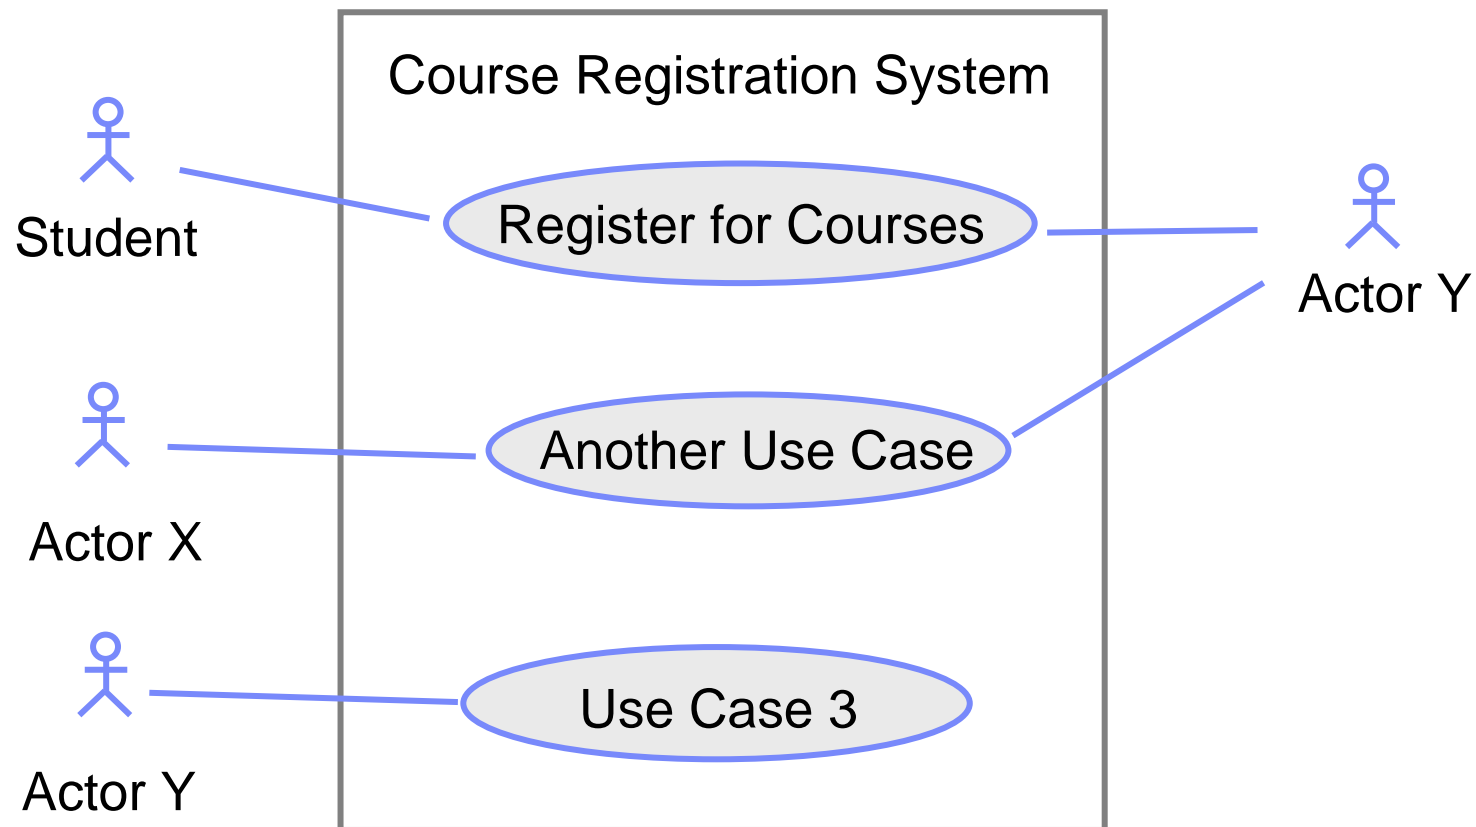 Course Registration System
Student
Register for Courses
Actor Y
Actor X
Another Use Case
Actor Y
Use Case 3